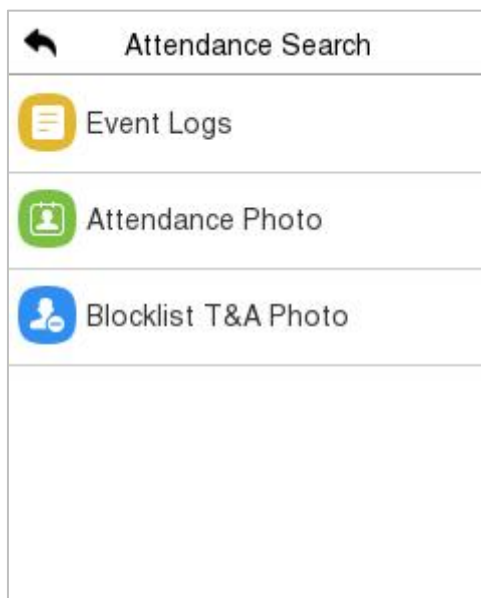 Attendance Search
Event Logs
Attendance Photo
Blocklist T&A Photo